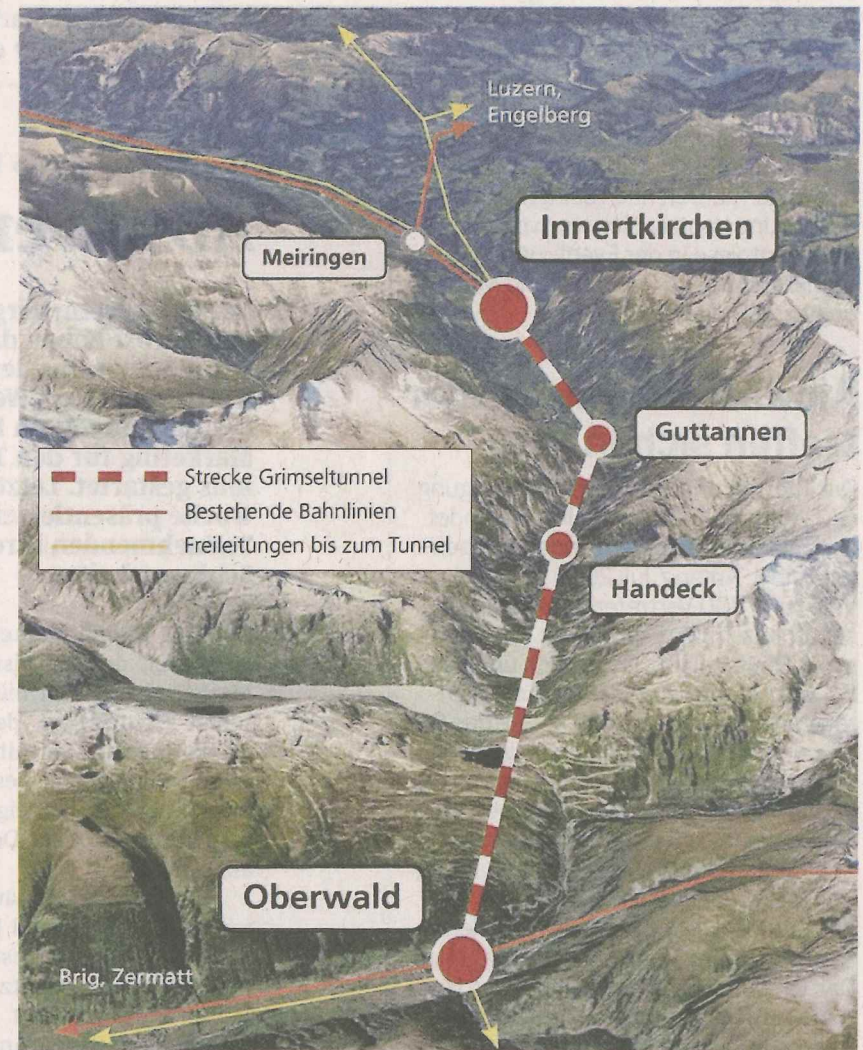 Luzern,
Engelberg
Innertkirchen
Meiringen
Guttannen
Strecke Grimseltunnel
Bestehende Bahnlinien
Freileitungen bis zum Tunnel
Handeck
Oberwald
Brig, Zermatt